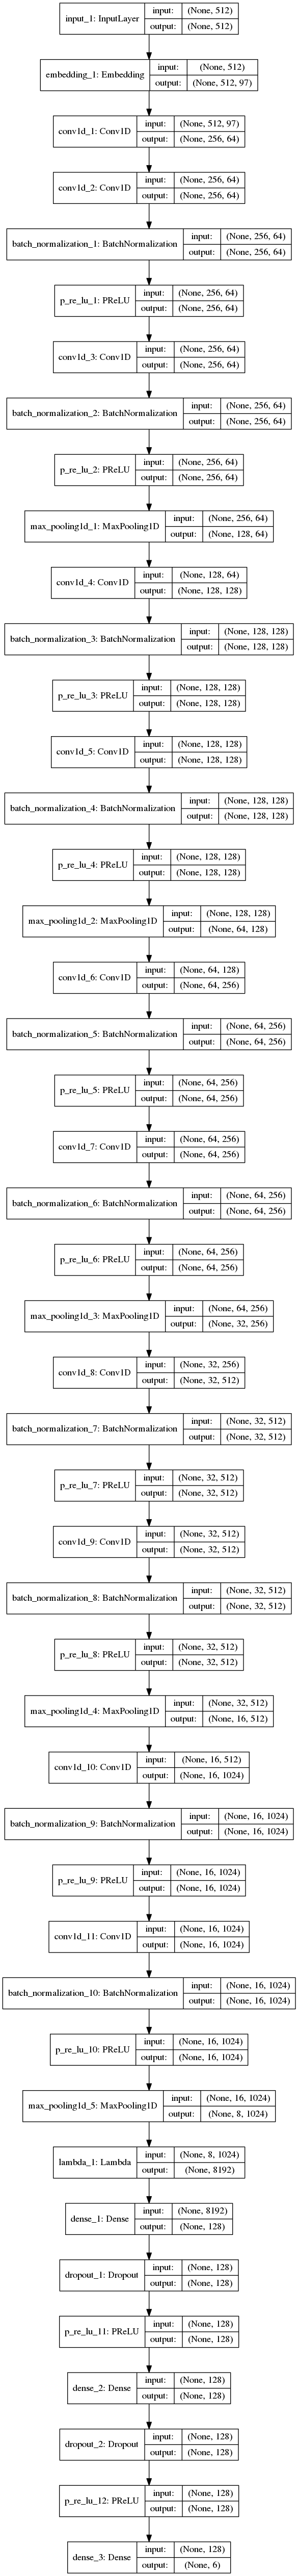 input_1: InputLayer
input: (None, 512)
output: (None, 512)
embedding_1: Embedding
input: (None, 512)
output: (None, 512, 97)
conv1d_1: Conv1D
input: (None, 512, 97)
output: (None, 256, 64)
conv1d_2: Conv1D
input: (None, 256, 64)
output: (None, 256, 64)
batch_normalization_1: BatchNormalization
input: (None, 256, 64)
output: (None, 256, 64)
p_re_lu_1: PReLU
input: (None, 256, 64)
output: (None, 256, 64)
conv1d_3: Conv1D
input: (None, 256, 64)
output: (None, 256, 64)
batch_normalization_2: BatchNormalization
input: (None, 256, 64)
output: (None, 256, 64)
p_re_lu_2: PReLU
input: (None, 256, 64)
output: (None, 256, 64)
max_pooling1d_1: MaxPooling1D
input: (None, 256, 64)
output: (None, 128, 64)
conv1d_4: Conv1D
input: (None, 128, 64)
output: (None, 128, 128)
batch_normalization_3: BatchNormalization
input: (None, 128, 128)
output: (None, 128, 128)
p_re_lu_3: PReLU
input: (None, 128, 128)
output: (None, 128, 128)
conv1d_5: Conv1D
input: (None, 128, 128)
output: (None, 128, 128)
batch_normalization_4: BatchNormalization
input: (None, 128, 128)
output: (None, 128, 128)
p_re_lu_4: PReLU
input: (None, 128, 128)
output: (None, 128, 128)
max_pooling1d_2: MaxPooling1D
input: (None, 128, 128)
output: (None, 64, 128)
conv1d_6: Conv1D
input: (None, 64, 128)
output: (None, 64, 256)
batch_normalization_5: BatchNormalization
input: (None, 64, 256)
output: (None, 64, 256)
p_re_lu_5: PReLU
input: (None, 64, 256)
output: (None, 64, 256)
conv1d_7: Conv1D
input: (None, 64, 256)
output: (None, 64, 256)
batch_normalization_6: BatchNormalization
input: (None, 64, 256)
output: (None, 64, 256)
p_re_lu_6: PReLU
input: (None, 64, 256)
output: (None, 64, 256)
max_pooling1d_3: MaxPooling1D
input: (None, 64, 256)
output: (None, 32, 256)
conv1d_8: Conv1D
input: (None, 32, 256)
output: (None, 32, 512)
batch_normalization_7: BatchNormalization
input: (None, 32, 512)
output: (None, 32, 512)
p_re_lu_7: PReLU
input: (None, 32, 512)
output: (None, 32, 512)
conv1d_9: Conv1D
input: (None, 32, 512)
output: (None, 32, 512)
batch_normalization_8: BatchNormalization
input: (None, 32, 512)
output: (None, 32, 512)
p_re_lu_8: PReLU
input: (None, 32, 512)
output: (None, 32, 512)
max_pooling1d_4: MaxPooling1D
input: (None, 32, 512)
output: (None, 16, 512)
conv1d_10: Conv1D
input: (None, 16, 512)
output: (None, 16, 1024)
batch_normalization_9: BatchNormalization
input: (None, 16, 1024)
output: (None, 16, 1024)
p_re_lu_9: PReLU
input: (None, 16, 1024)
output: (None, 16, 1024)
conv1d_11: Conv1D
input: (None, 16, 1024)
output: (None, 16, 1024)
batch_normalization_10: BatchNormalization
input: (None, 16, 1024)
output: (None, 16, 1024)
p_re_lu_10: PReLU
input: (None, 16, 1024)
output: (None, 16, 1024)
max_pooling1d_5: MaxPooling1D
input: (None, 16, 1024)
output: (None, 8, 1024)
lambda_1: Lambda
input: (None, 8, 1024)
output: (None, 8192)
dense_1: Dense
input: (None, 8192)
output: (None, 128)
dropout_1: Dropout
input: (None, 128)
output: (None, 128)
p_re_lu_11: PReLU
input: (None, 128)
output: (None, 128)
dense_2: Dense
input: (None, 128)
output: (None, 128)
dropout_2: Dropout
input: (None, 128)
output: (None, 128)
p_re_lu_12: PReLU
input: (None, 128)
output: (None, 128)
dense_3: Dense
input: (None, 128)
output: (None, 6)